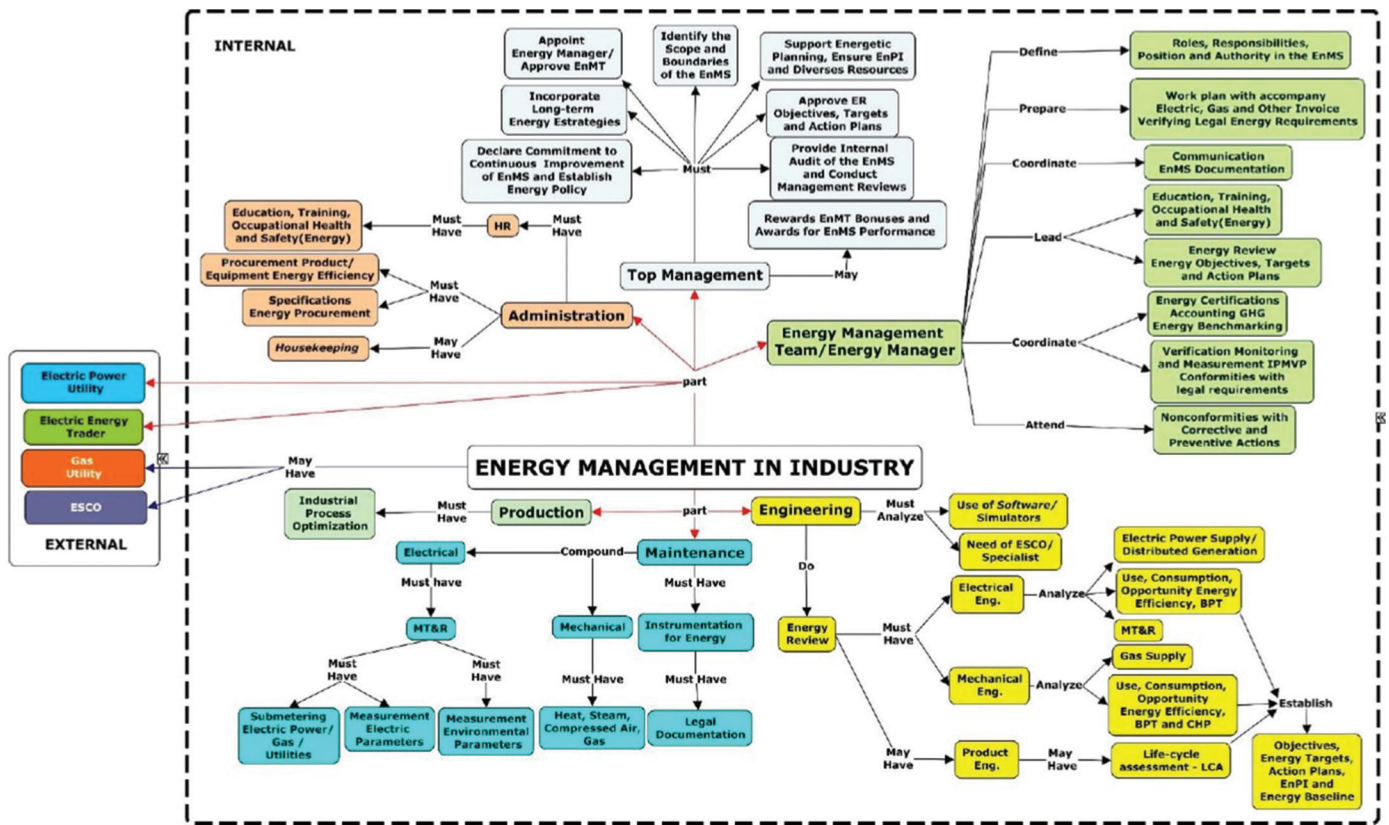 INTERNAL
Appoint
Energy Manager/
Approve EnMT
Identify the
Scope and
Boundaries
of the EnMS
Support Energetic
Planning, Ensure EnPI
and Diverses Resources
Incorporate
Long-term
Energy Estrategies
Approve ER
Objectives, Targets
and Action Plans
Declare Commitment to
Continuous Improvement
of EnMS and Establish
Energy Policy
Must
Provide Internal
Audit of the EnMS
and Conduct
Management Reviews
Rewards EnMT Bonuses and
Awards for EnMS Performance
Top Management
May
Education, Training,
Occupational Health
and Safety(Energy)
Must
Have
HR
Must
Have
Procurement Product/
Equipment Energy Efficiency
Specifications
Energy Procurement
Must
Have
Housekeeping
May
Have
Administration
Energy Management
Team/Energy Manager
Define
Roles, Responsibilities,
Position and Authority in the EnMS
Prepare
Work plan with accompany
Electric, Gas and Other Invoice
Verifying Legal Energy Requirements
Coordinate
Communication
EnMS Documentation
Lead
Education, Training,
Occupational Health
and Safety(Energy)
Energy Review
Energy Objectives, Targets
and Action Plans
Coordinate
Energy Certifications
Accounting GHG
Energy Benchmarking
Verification Monitoring
and Measurement IPMVP
Conformities with
legal requirements
Attend
Nonconformities with
Corrective and
Preventive Actions
part
Electric Power
Utility
Electric Energy
Trader
Gas
Utility
ESCO
EXTERNAL
May
Have
ENERGY MANAGEMENT IN INDUSTRY
Industrial
Process
Optimization
Must
Have
Production
part
Engineering
Must
Analyze
Use of Software/
Simulators
Need of ESCO/
Specialist
Electrical
Compound
Maintenance
Must have
Must Have
MT&R
Mechanical
Instrumentation
for Energy
Must
Have
Must
Have
Must Have
Must Have
Submetering
Electric Power/
Gas /
Utilities
Measurement
Electric
Parameters
Measurement
Environmental
Parameters
Heat, Steam,
Compressed Air,
Gas
Legal
Documentation
Do
Energy
Review
Must
Have
Electrical
Eng.
Analyze
Electric Power Supply/
Distributed Generation
Use, Consumption,
Opportunity Energy
Efficiency, BPT
MT&R
Mechanical
Eng.
Analyze
Gas Supply
Use, Consumption,
Opportunity
Energy Efficiency,
BPT and CHP
May
Have
Product
Eng.
May
Have
Life-cycle
assessment - LCA
Establish
Objectives,
Energy Targets,
Action Plans,
EnPI and
Energy Baseline